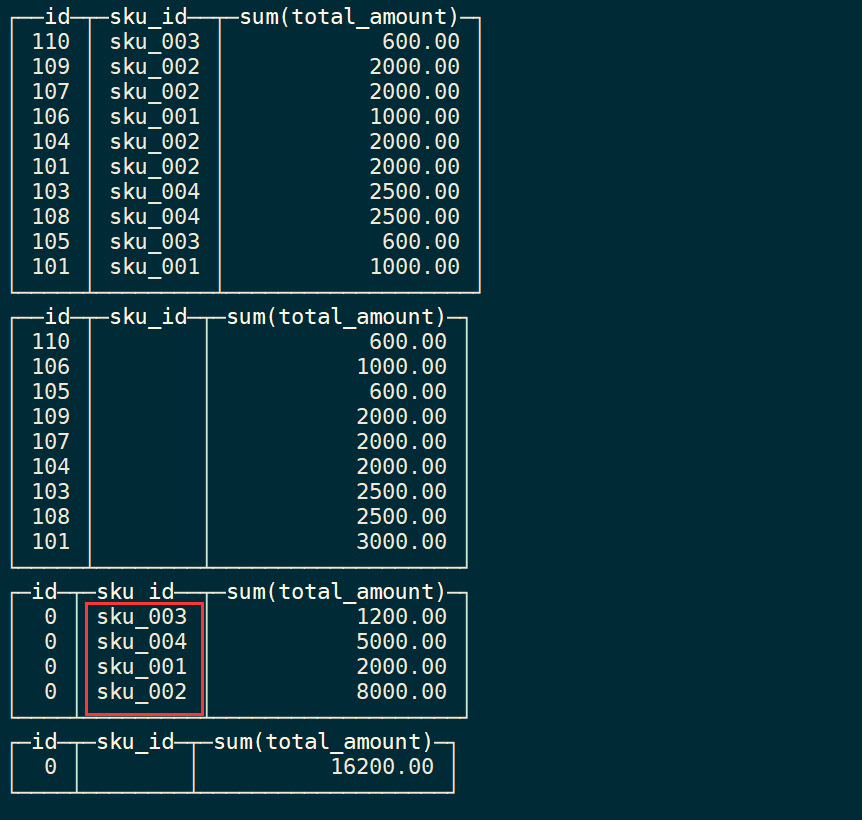 id sku_id sum(total_amount)
110 sku_003 600.00
109 sku_002 2000.00
107 sku_002 2000.00
106 sku_001 1000.00
104 sku_002 2000.00
101 sku_002 2000.00
103 sku_004 2500.00
108 sku_004 2500.00
105 sku_003 600.00
101 sku_001 1000.00
id sku_id sum(total_amount)
110 600.00
106 1000.00
105 600.00
109 2000.00
107 2000.00
104 2000.00
103 2500.00
108 2500.00
101 3000.00
id sku_id sum(total_amount)
0 sku_003 1200.00
0 sku_004 5000.00
0 sku_001 2000.00
0 sku_002 8000.00
id sku_id sum(total_amount)
0 16200.00